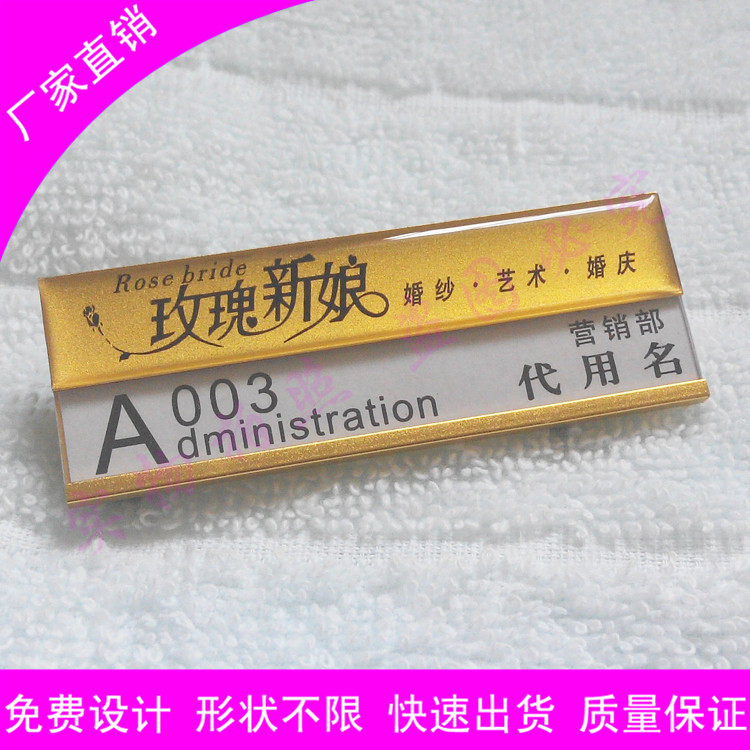 厂家直销
Rose bride
玫瑰新娘 婚纱·艺术·婚庆
营销部
A 003 代用名
dministration
免费设计 形状不限 快速出货 质量保证